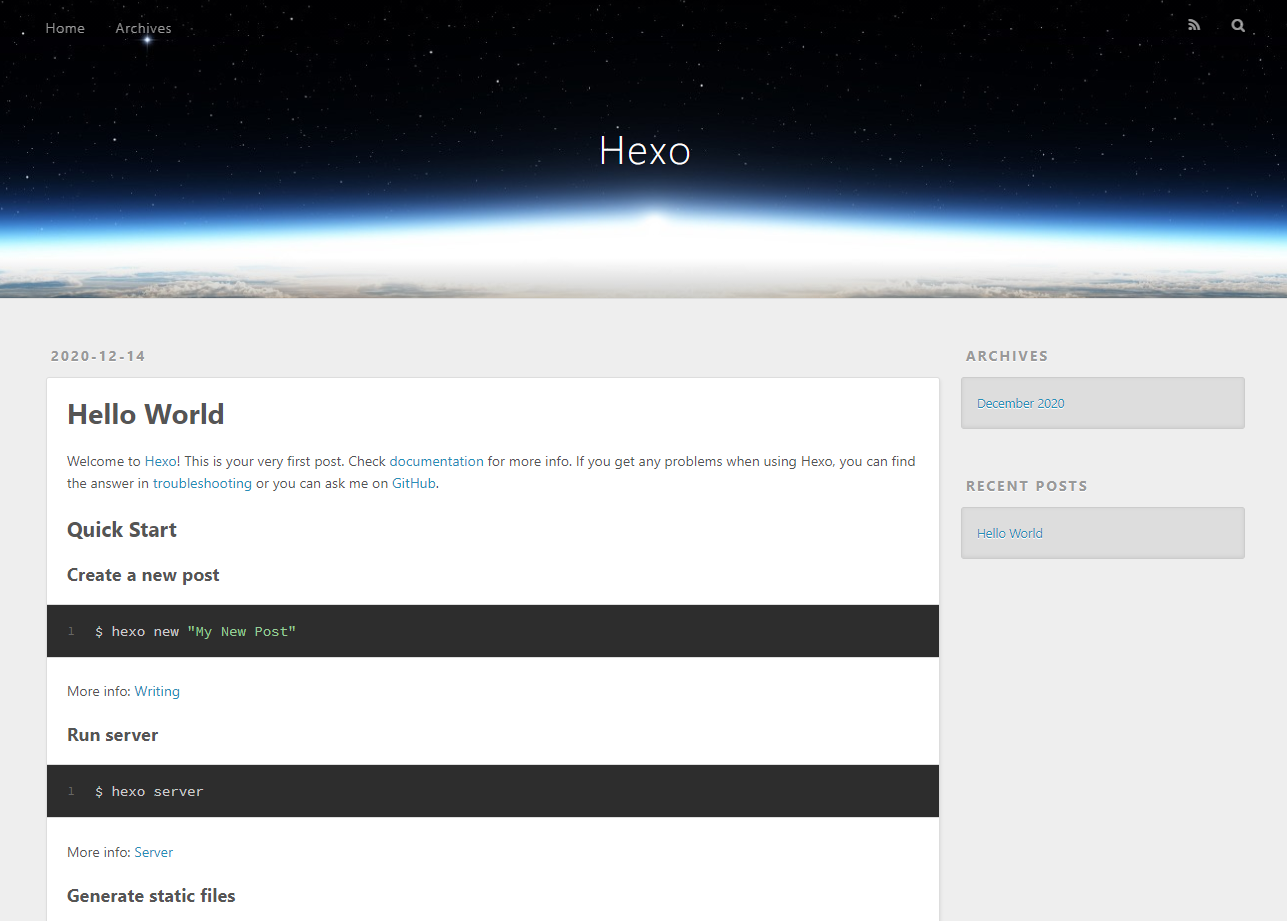 Home Archives
Hexo
2020-12-14
Hello World
Welcome to Hexo! This is your very first post. Check documentation for more info. If you get any problems when using Hexo, you can find
the answer in troubleshooting or you can ask me on GitHub.
Quick Start
Create a new post
1 $ hexo new "My New Post"
More info: Writing
Run server
1 $ hexo server
More info: Server
Generate static files
ARCHIVES
December 2020
RECENT POSTS
Hello World